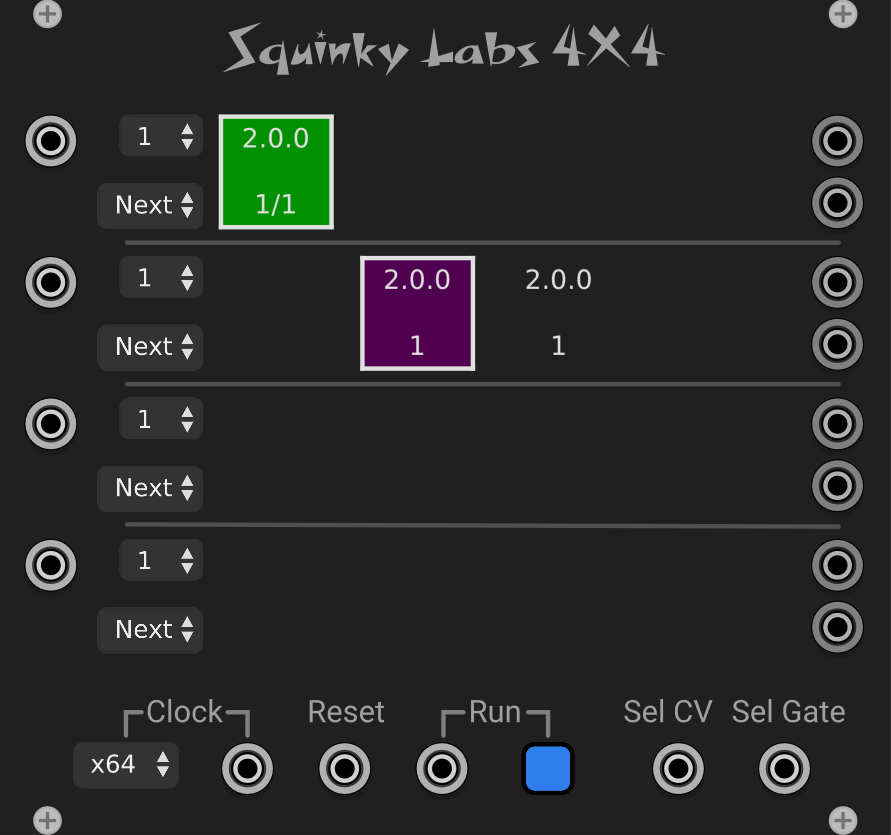 Squinky Labs 4X4
1 2.0.0
Next 1/1
1 2.0.0 2.0.0
Next 1 1
1
Next
1
Next
Clock Reset Run Sel CV Sel Gate
x64